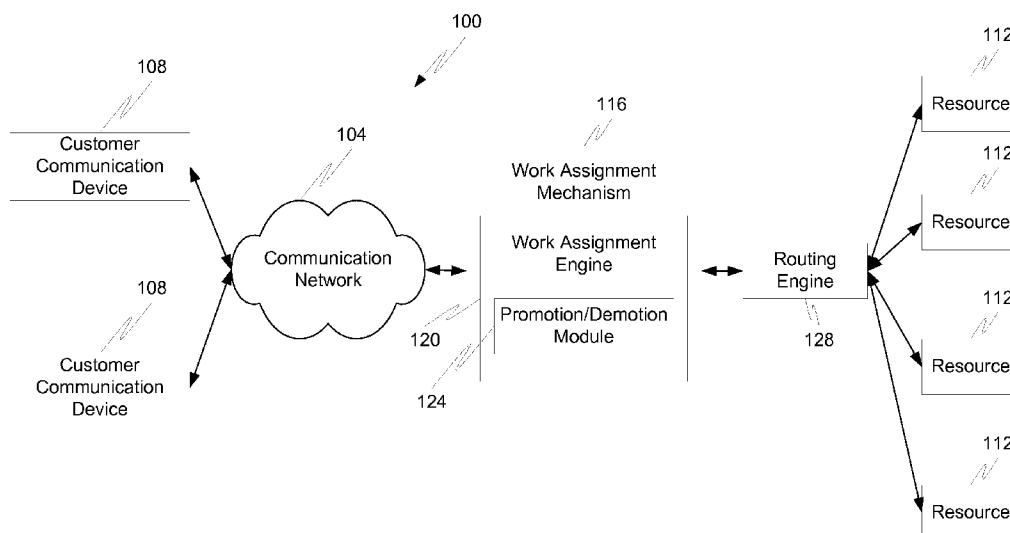 100
108
Customer
Communication
Device
104
Communication
Network
116
Work Assignment
Mechanism
Work Assignment
Engine
Promotion/Demotion
Module
120
124
Routing
Engine
128
112
Resource
112
Resource
112
Resource
112
Resource
108
Customer
Communication
Device